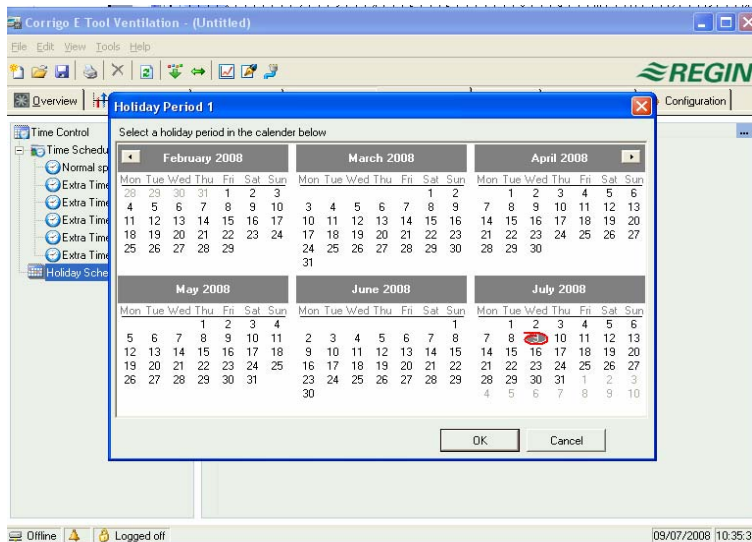 Corrigo E Tool Ventilation - (Untitled)
File Edit View Tools Help
REGIN
Overview
Configuration
Time Control
Time Schedu
Normal sp
Extra Time
Extra Time
Extra Time
Extra Time
Extra Time
Holiday Sche
Holiday Period 1
Select a holiday period in the calender below
February 2008 March 2008 April 2008
Mon Tue Wed Thu Fri Sat Sun Mon Tue Wed Thu Fri Sat Sun Mon Tue Wed Thu Fri Sat Sun
28 29 30 31 1 2 3 1 2 1 2 3 4 5 6
4 5 6 7 8 9 10 3 4 5 6 7 8 9 7 8 9 10 11 12 13
11 12 13 14 15 16 17 10 11 12 13 14 15 16 14 15 16 17 18 19 20
18 19 20 21 22 23 24 17 18 19 20 21 22 23 21 22 23 24 25 26 27
25 26 27 28 29 24 25 26 27 28 29 30 28 29 30
31
May 2008 June 2008 July 2008
Mon Tue Wed Thu Fri Sat Sun Mon Tue Wed Thu Fri Sat Sun Mon Tue Wed Thu Fri Sat Sun
1 2 3 4 1 1 2 3 4 5 6
5 6 7 8 9 10 11 2 3 4 5 6 7 8 7 8 10 11 12 13
12 13 14 15 16 17 18 9 10 11 12 13 14 15 14 15 16 17 18 19 20
19 20 21 22 23 24 25 16 17 18 19 20 21 22 21 22 23 24 25 26 27
26 27 28 29 30 31 23 24 25 26 27 28 29 28 29 30 31 1 2 3
30 4 5 6 7 8 9 10
OK Cancel
Offline Logged off 09/07/2008 10:35:3